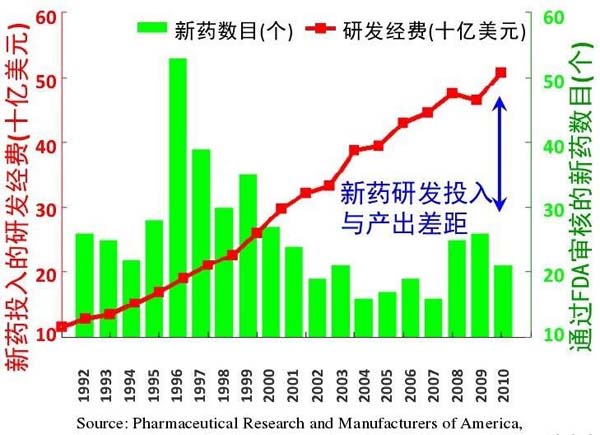 新药数目(个) 研发经费(十亿美元)
新药投入的研发经费(十亿美元)
60
50
40
30
20
10
新药研发投入
与产出差距
60
50
40
30
20
10
通过FDA审核的新药数目(个)
1992 1993 1994 1995 1996 1997 1998 1999 2000 2001 2002 2003 2004 2005 2006 2007 2008 2009 2010
Source: Pharmaceutical Research and Manufacturers of America,